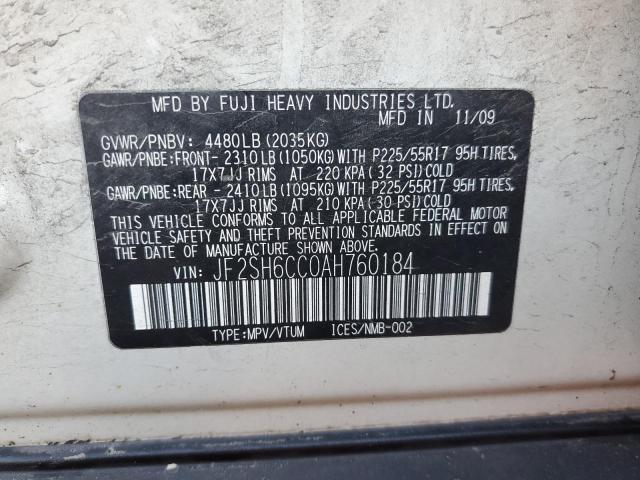 MFD BY FUJI HEAVY INDUSTRIES LTD.
MFD IN 11/09
GVWR/PNBV: 4480LB (2035KG)
GAWR/PNBE:FRONT- 2310LB (1050KG)WITH P225/55R17 95H TIRES,
17X7JJ RIMS AT 220 KPA (32 PSI)COLD
GAWR/PNBE:REAR - 2410LB (1095KG)WITH P225/55R17 95H TIRES,
17X7JJ RIMS AT 210 KPA (30 PSI)COLD
THIS VEHICLE CONFORMS TO ALL APPLICABLE FEDERAL MOTOR
VEHICLE SAFETY AND THEFT PREVENTION STANDARDS IN EFFECT
ON THE DATE OF MANUFACTURE SHOWN ABOVE.
VIN: JF2SH6CC0AH760184
TYPE:MPV/VTUM ICES/NMB-002